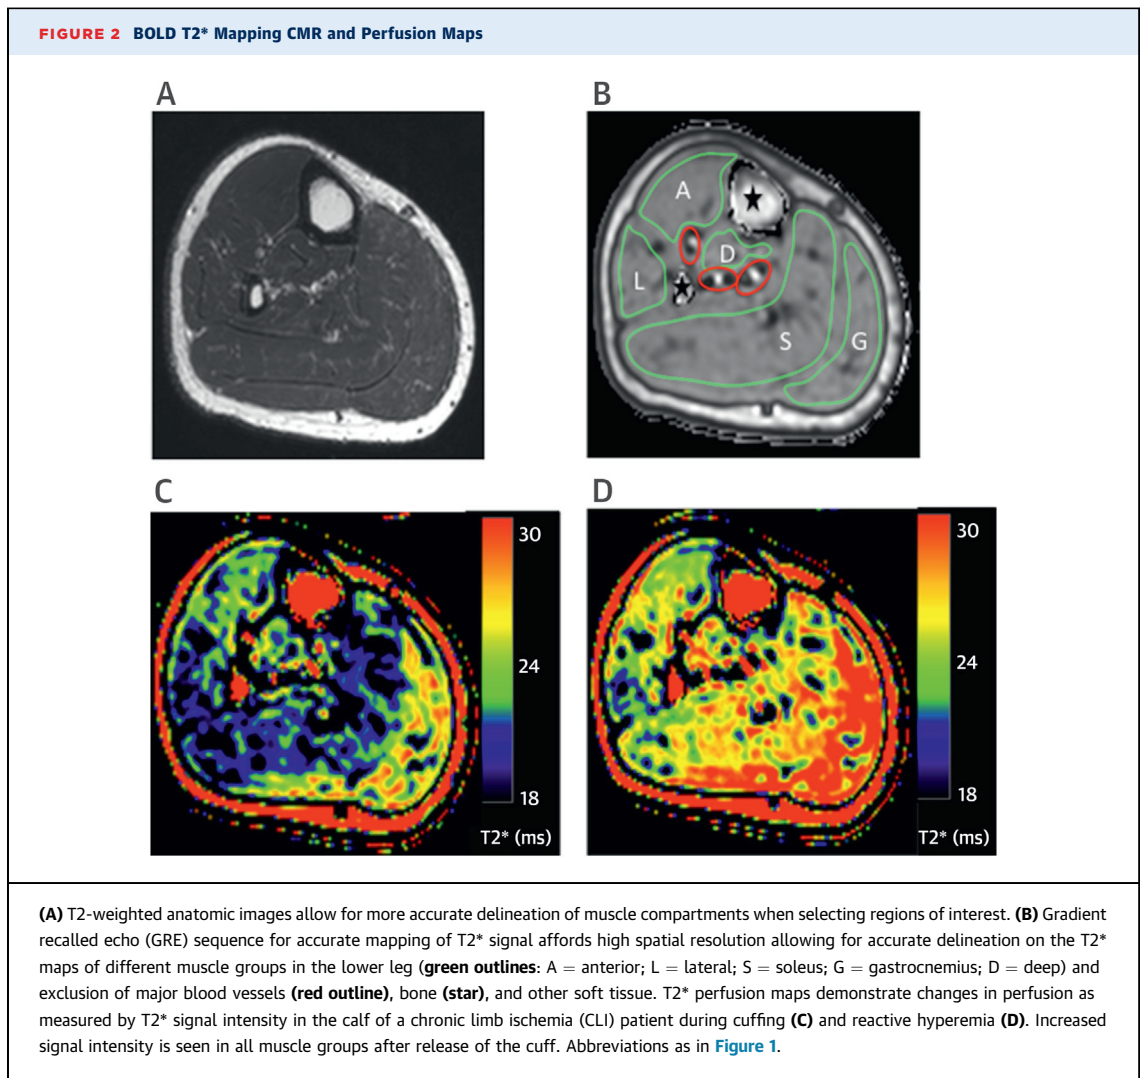 FIGURE 2 BOLD T2* Mapping CMR and Perfusion Maps
A
B
A
★
D
L
★
S
G
C
D
30
24
18
T2* (ms)
30
24
18
T2* (ms)
(A) T2-weighted anatomic images allow for more accurate delineation of muscle compartments when selecting regions of interest. (B) Gradient
recalled echo (GRE) sequence for accurate mapping of T2* signal affords high spatial resolution allowing for accurate delineation on the T2*
maps of different muscle groups in the lower leg (green outlines: A = anterior; L = lateral; S = soleus; G = gastrocnemius; D = deep) and
exclusion of major blood vessels (red outline), bone (star), and other soft tissue. T2* perfusion maps demonstrate changes in perfusion as
measured by T2* signal intensity in the calf of a chronic limb ischemia (CLI) patient during cuffing (C) and reactive hyperemia (D). Increased
signal intensity is seen in all muscle groups after release of the cuff. Abbreviations as in Figure 1.